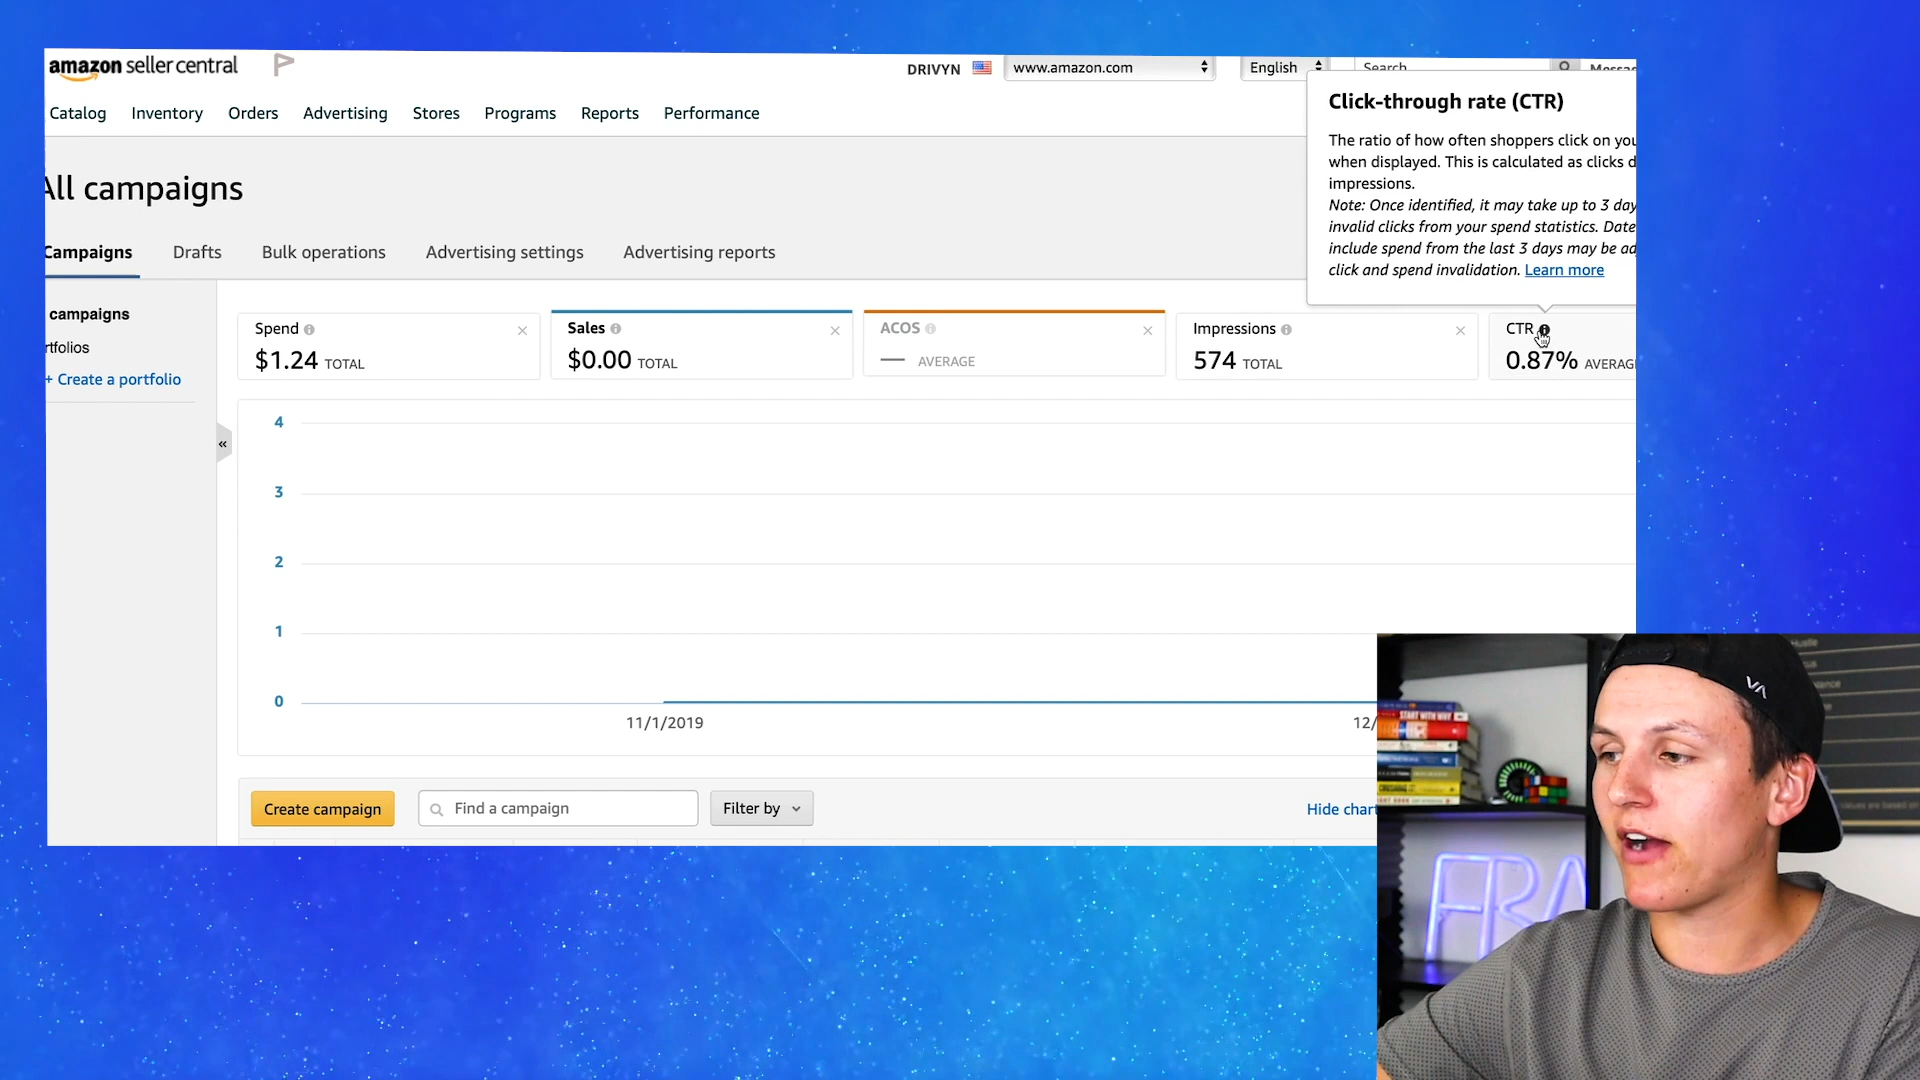 amazon seller central
DRIVYN
www.amazon.com
English
Search
Catalog Inventory Orders Advertising Stores Programs Reports Performance
Click-through rate (CTR)
The ratio of how often shoppers click on you
when displayed. This is calculated as clicks d
impressions.
Note: Once identified, it may take up to 3 day
invalid clicks from your spend statistics. Date
include spend from the last 3 days may be ad
click and spend invalidation. Learn more
All campaigns
Campaigns Drafts Bulk operations Advertising settings Advertising reports
campaigns
rtfolios
+ Create a portfolio
Spend
$1.24 TOTAL
Sales
$0.00 TOTAL
ACOS
— AVERAGE
Impressions
574 TOTAL
CTR
0.87% AVERAG
4
3
2
1
0
11/1/2019
12/
Create campaign
Find a campaign
Filter by
Hide chart
VA
START WITH WHY
FRA